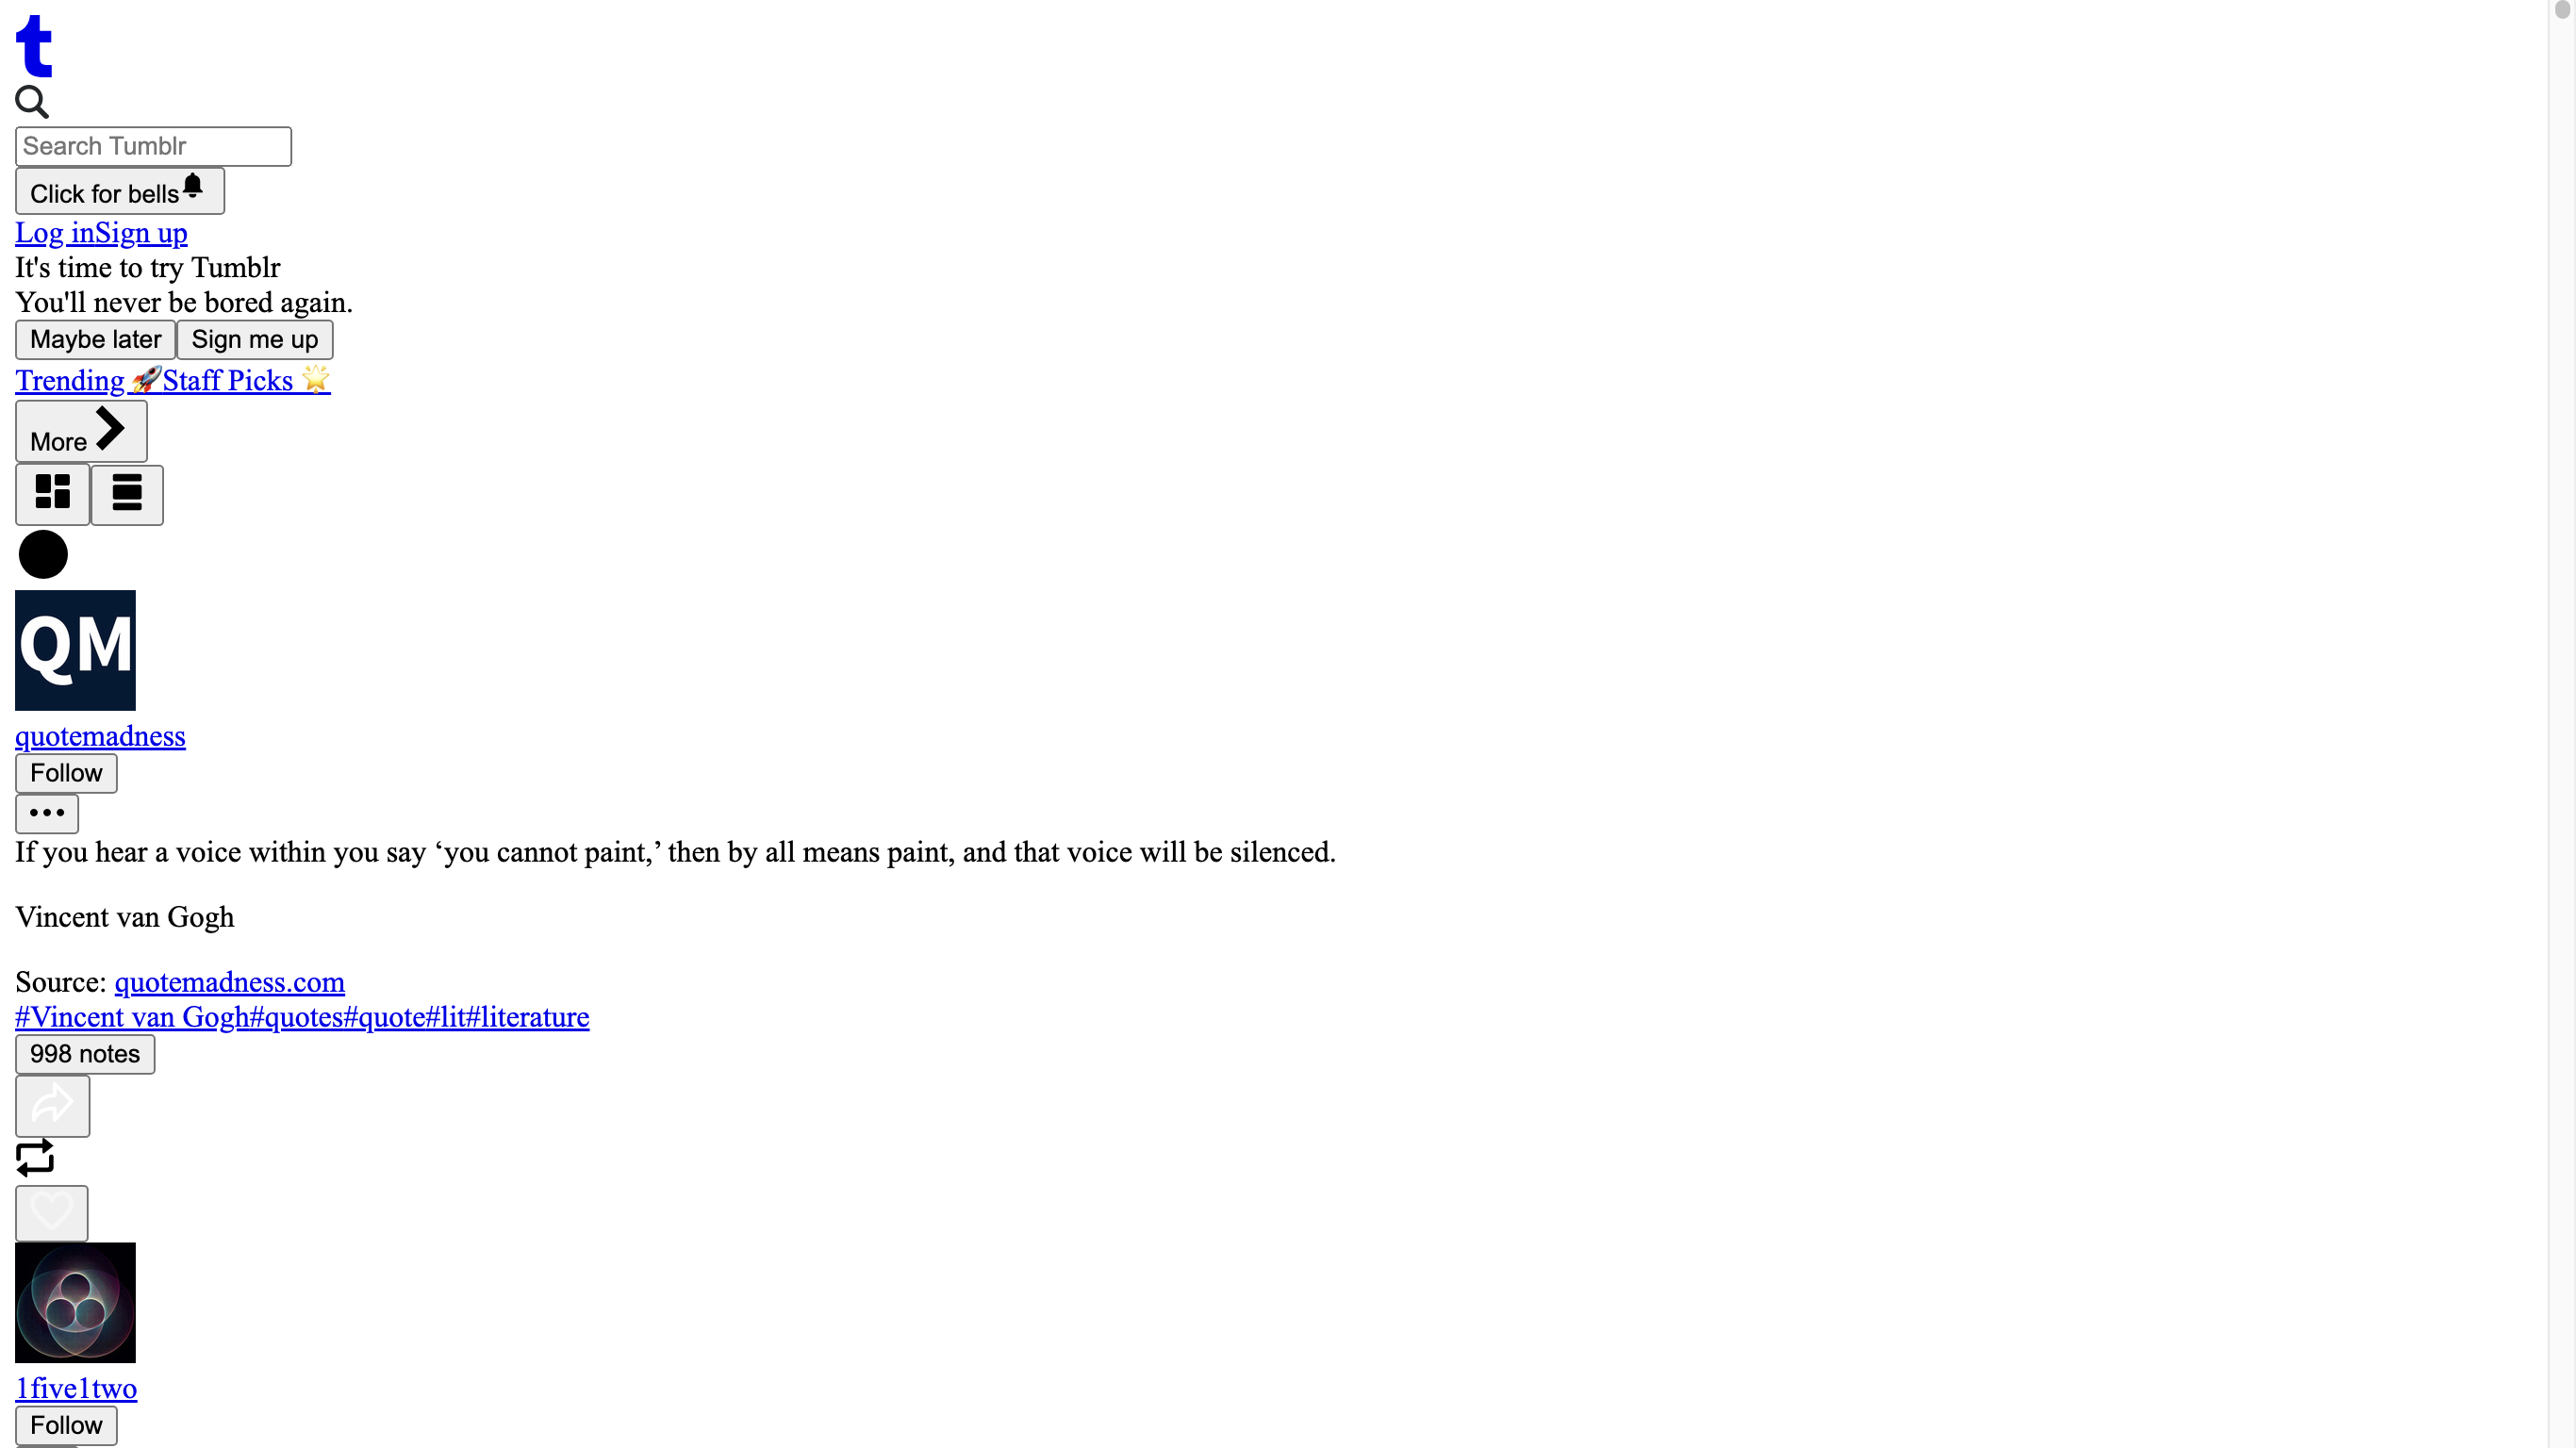 t
Search Tumblr
Click for bells
Log inSign up
It's time to try Tumblr
You'll never be bored again.
Maybe later Sign me up
Trending 🚀Staff Picks 🌟
More
QM
quotemadness
Follow
If you hear a voice within you say ‘you cannot paint,’ then by all means paint, and that voice will be silenced.
Vincent van Gogh
Source: quotemadness.com
#Vincent van Gogh#quotes#quote#lit#literature
998 notes
1five1two
Follow